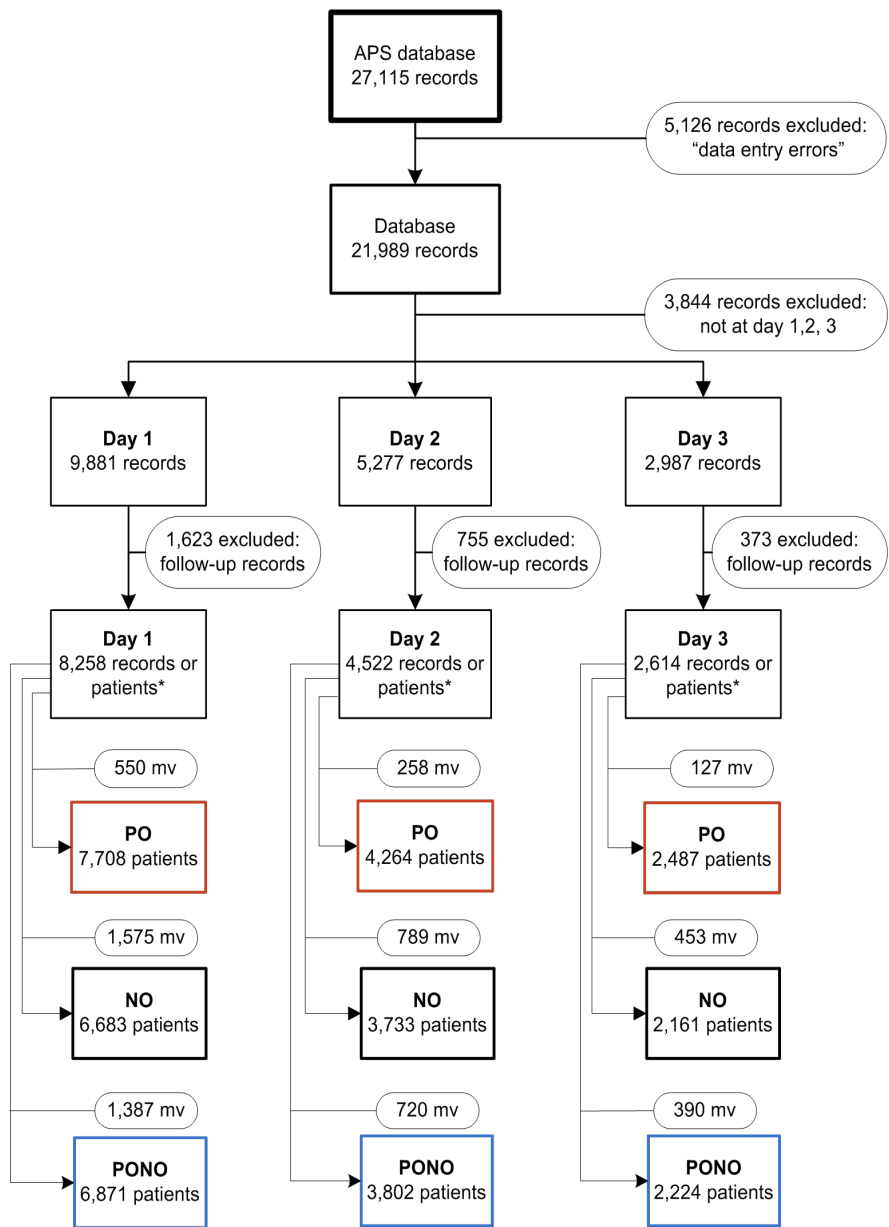 APS database
27,115 records
5,126 records excluded:
“data entry errors”
Database
21,989 records
3,844 records excluded:
not at day 1,2, 3
Day 1
9,881 records
Day 2
5,277 records
Day 3
2,987 records
1,623 excluded:
follow-up records
755 excluded:
follow-up records
373 excluded:
follow-up records
Day 1
8,258 records or
patients*
Day 2
4,522 records or
patients*
Day 3
2,614 records or
patients*
550 mv
258 mv
127 mv
PO
7,708 patients
PO
4,264 patients
PO
2,487 patients
1,575 mv
789 mv
453 mv
NO
6,683 patients
NO
3,733 patients
NO
2,161 patients
1,387 mv
720 mv
390 mv
PONO
6,871 patients
PONO
3,802 patients
PONO
2,224 patients